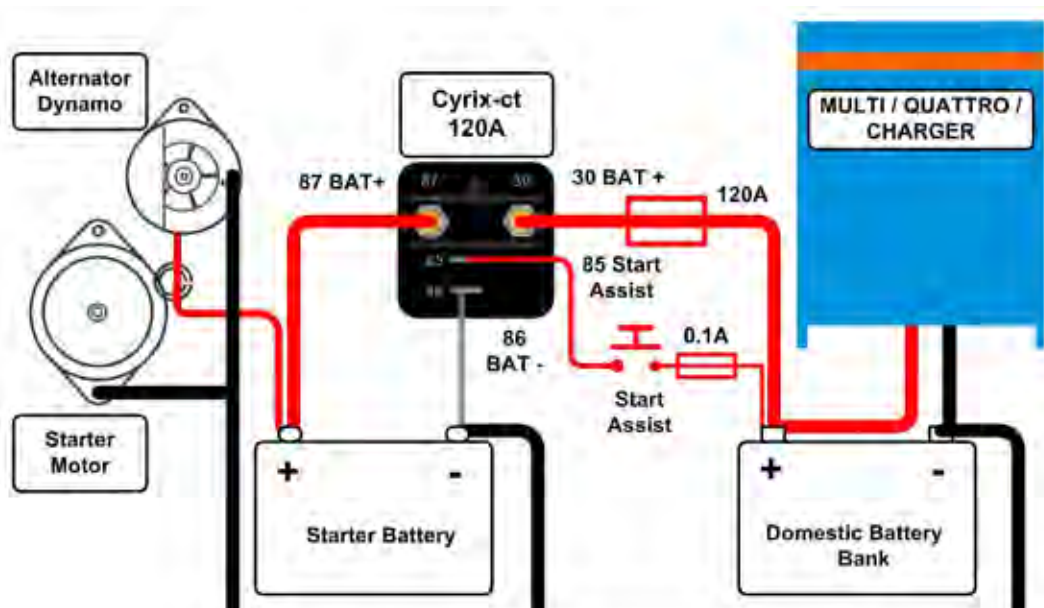 Alternator
Dynamo
Cyrix-ct
120A
MULTI / QUATTRO /
CHARGER
87 BAT+
87
30
30 BAT +
120A
85
86
85 Start
Assist
86
BAT -
0.1A
Start
Assist
Starter
Motor
+
-
Starter Battery
+
-
Domestic Battery
Bank